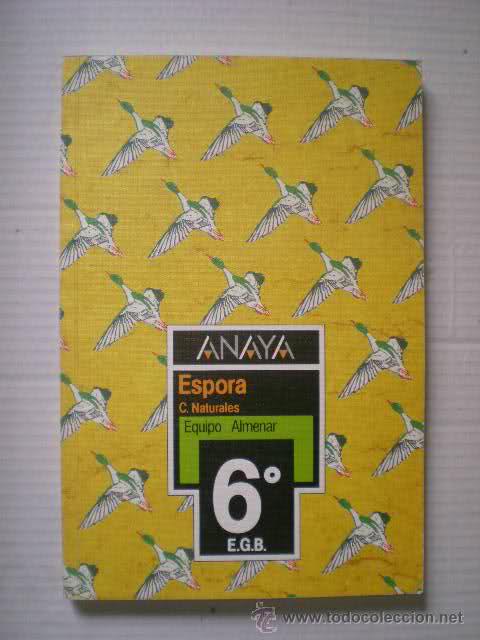 ANAYA
Espora
C. Naturales
Equipo Almenar
6°
E.G.B.
www.todocoleccion.net